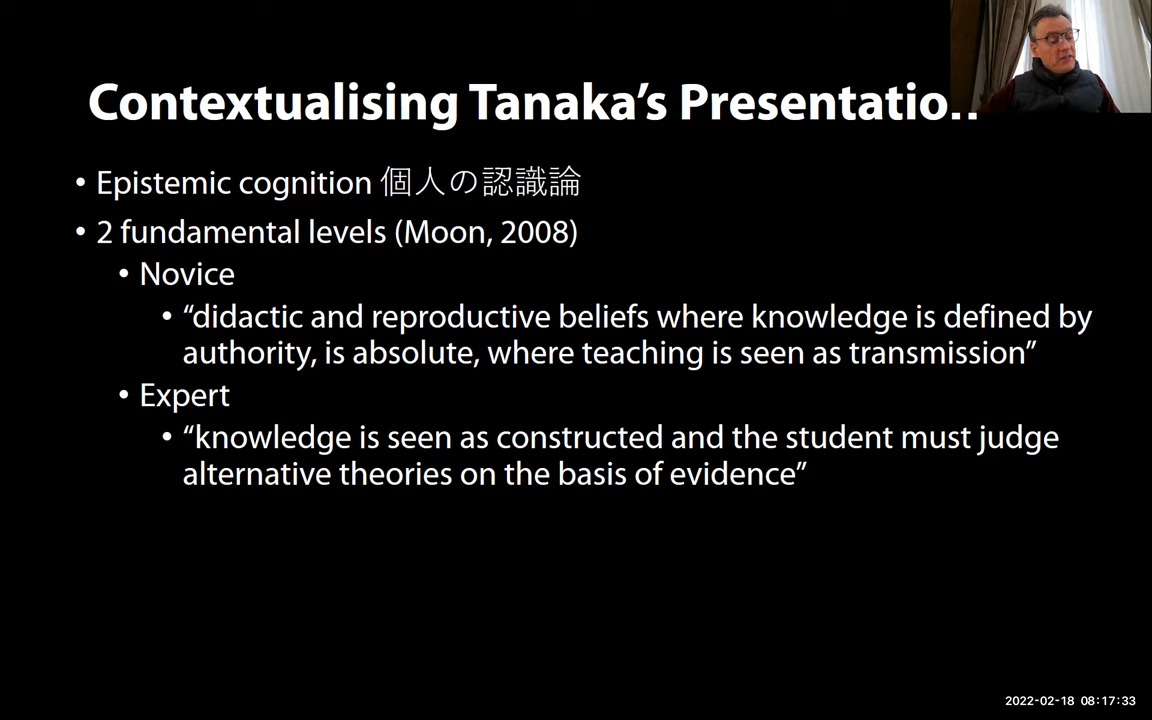 Contextualising Tanaka’s Presentation
• Epistemic cognition 個人の認識論
• 2 fundamental levels (Moon, 2008)
• Novice
• “didactic and reproductive beliefs where knowledge is defined by
authority, is absolute, where teaching is seen as transmission”
• Expert
• “knowledge is seen as constructed and the student must judge
alternative theories on the basis of evidence”
2022-02-18 08:17:33